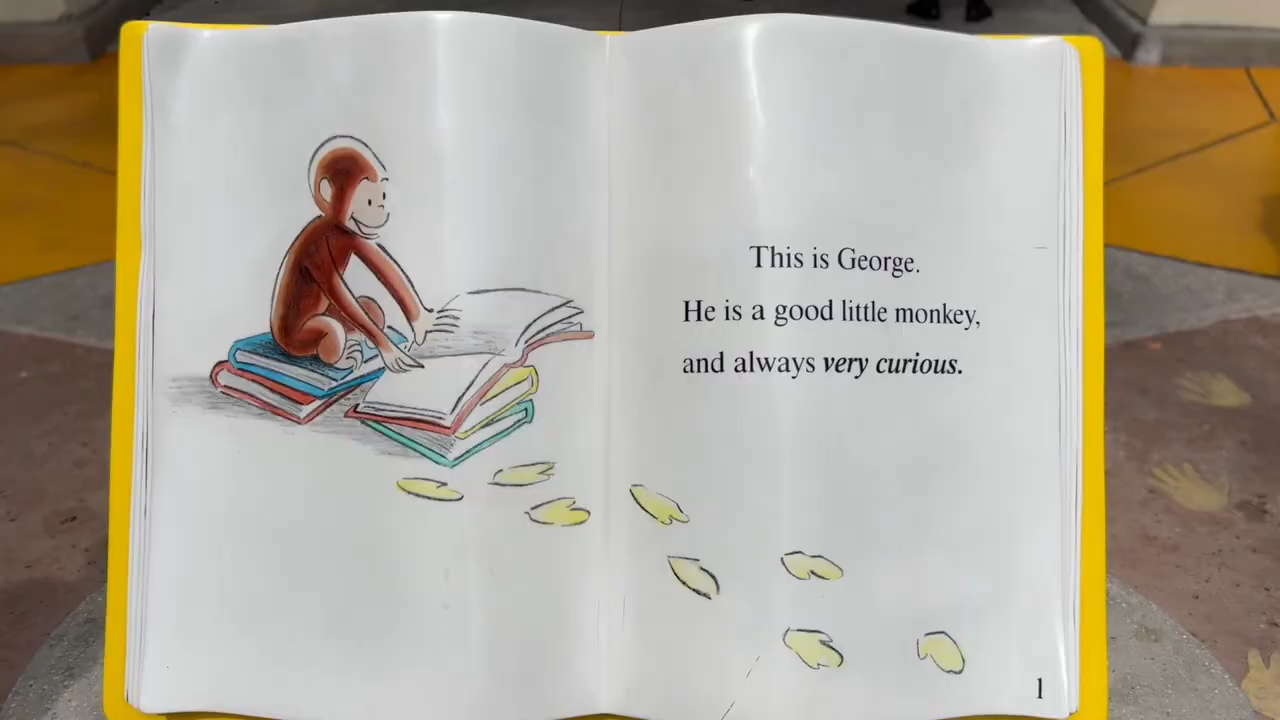 This is George.
He is a good little monkey,
and always very curious.
1